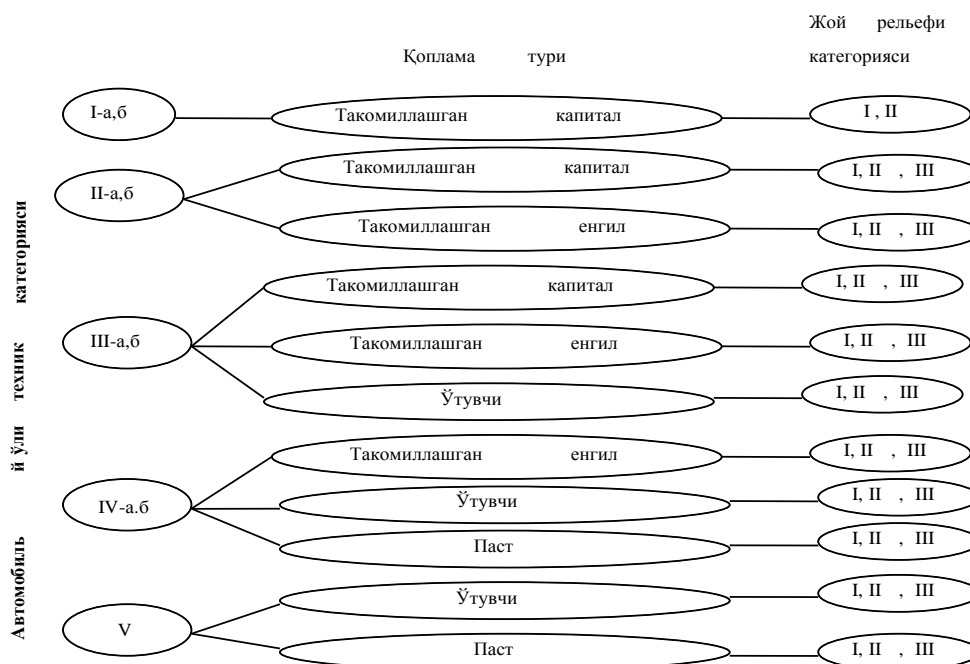 Жой рельефи
категорияси
Қоплама тури
I-а,б Такомиллашган капитал I , II
II-а,б
Такомиллашган капитал I, II , III
Такомиллашган енгил I, II , III
III-а,б
Такомиллашган капитал I, II , III
Такомиллашган енгил I, II , III
Ўтувчи I, II , III
IV-а.б
Такомиллашган енгил I, II , III
Ўтувчи I, II , III
Паст I, II , III
V
Ўтувчи I, II , III
Паст I, II , III
Автомобиль й ўли техник категорияси